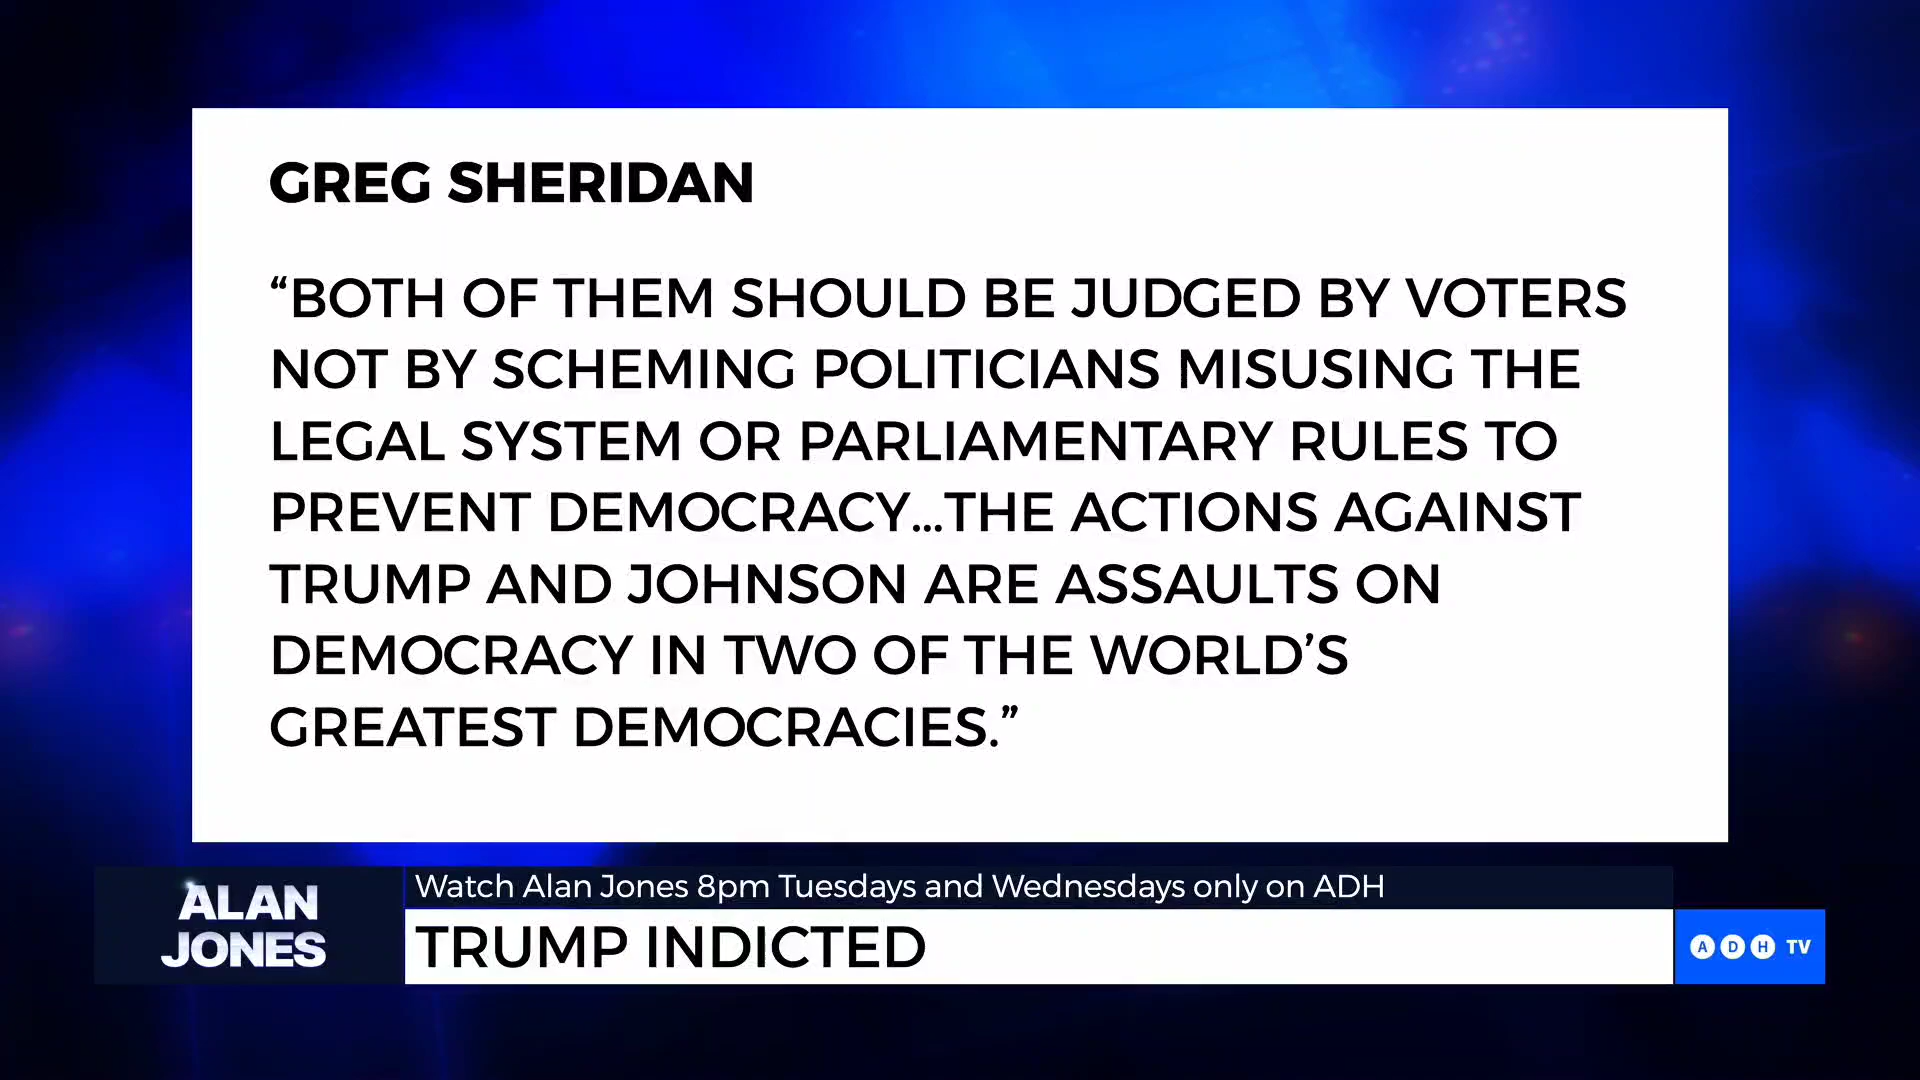 GREG SHERIDAN
“BOTH OF THEM SHOULD BE JUDGED BY VOTERS
NOT BY SCHEMING POLITICIANS MISUSING THE
LEGAL SYSTEM OR PARLIAMENTARY RULES TO
PREVENT DEMOCRACY...THE ACTIONS AGAINST
TRUMP AND JOHNSON ARE ASSAULTS ON
DEMOCRACY IN TWO OF THE WORLD’S
GREATEST DEMOCRACIES.”
ALAN
JONES
Watch Alan Jones 8pm Tuesdays and Wednesdays only on ADH
TRUMP INDICTED
ADH TV